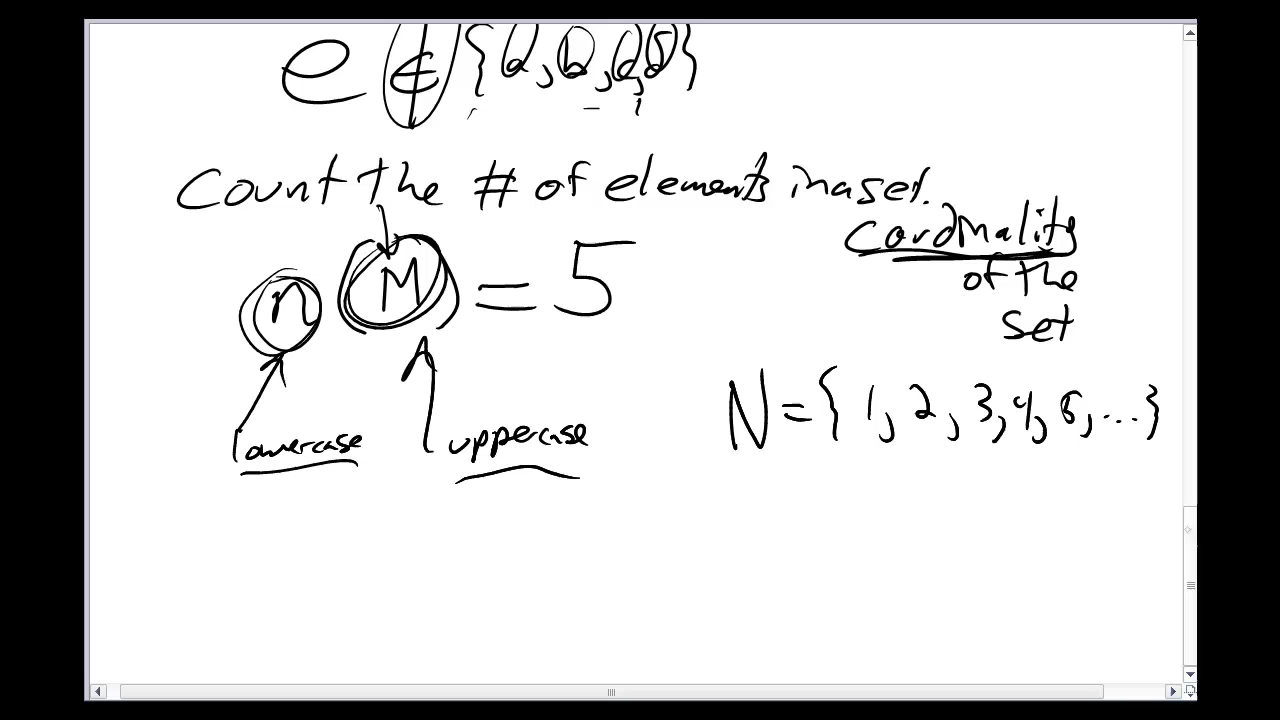 e ∉ {a, b, c, d}
Count the # of elements in a set.
Cardinality
of the
set
n(M) = 5
lowercase
uppercase
N = { 1, 2, 3, 4, 5, ... }